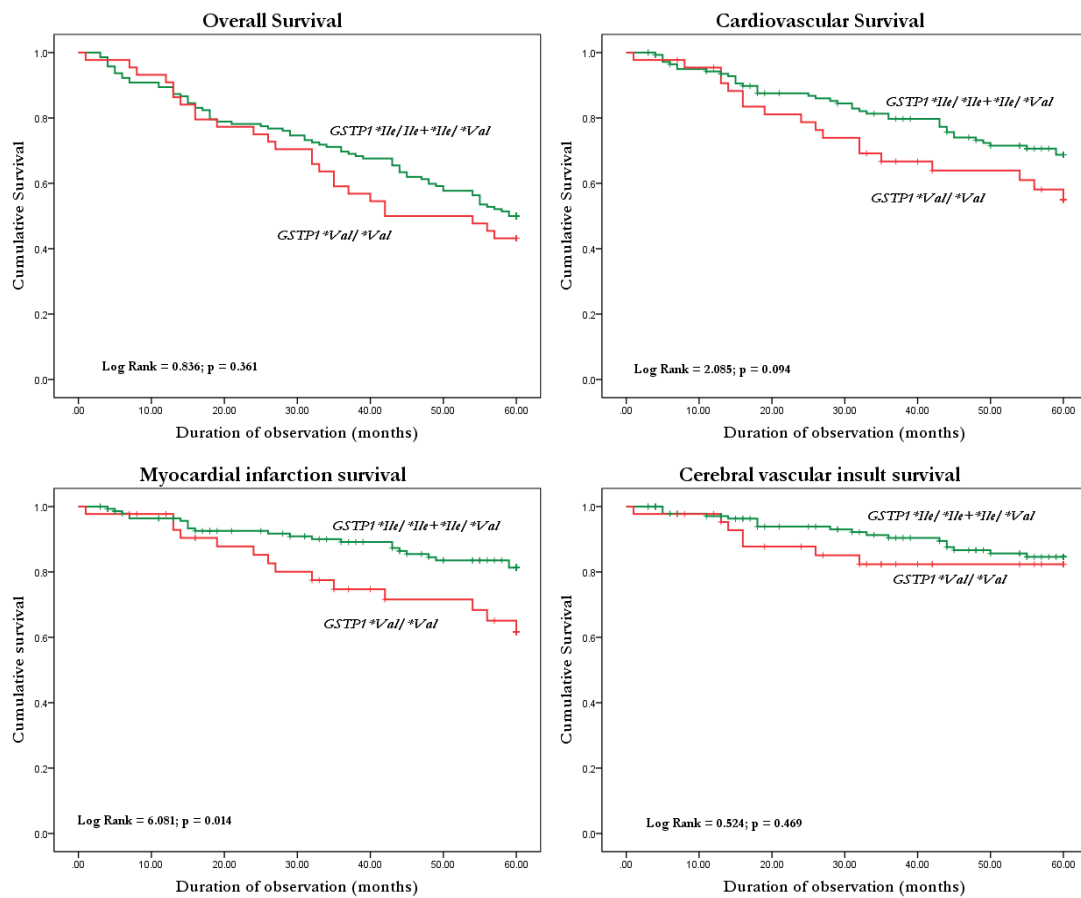 Overall Survival
Cumulative Survival
1.0
0.8
0.6
0.4
0.2
0.0
GSTP1*Ile/Ile+*Ile/*Val
GSTP1*Val/*Val
Log Rank = 0.836; p = 0.361
.00 10.00 20.00 30.00 40.00 50.00 60.00
Duration of observation (months)
Cardiovascular Survival
Cumulative Survival
1.0
0.8
0.6
0.4
0.2
0.0
GSTP1*Ile/*Ile+*Ile/*Val
GSTP1*Val/*Val
Log Rank = 2.085; p = 0.094
.00 10.00 20.00 30.00 40.00 50.00 60.00
Duration of observation (months)
Myocardial infarction survival
Cumulative survival
1.0
0.8
0.6
0.4
0.2
0.0
GSTP1*Ile/*Ile+*Ile/*Val
GSTP1*Val/*Val
Log Rank = 6.081; p = 0.014
.00 10.00 20.00 30.00 40.00 50.00 60.00
Duration of observation (months)
Cerebral vascular insult survival
Cumulative Survival
1.0
0.8
0.6
0.4
0.2
0.0
GSTP1*Ile/*Ile+*Ile/*Val
GSTP1*Val/*Val
Log Rank = 0.524; p = 0.469
.00 10.00 20.00 30.00 40.00 50.00 60.00
Duration of observation (months)